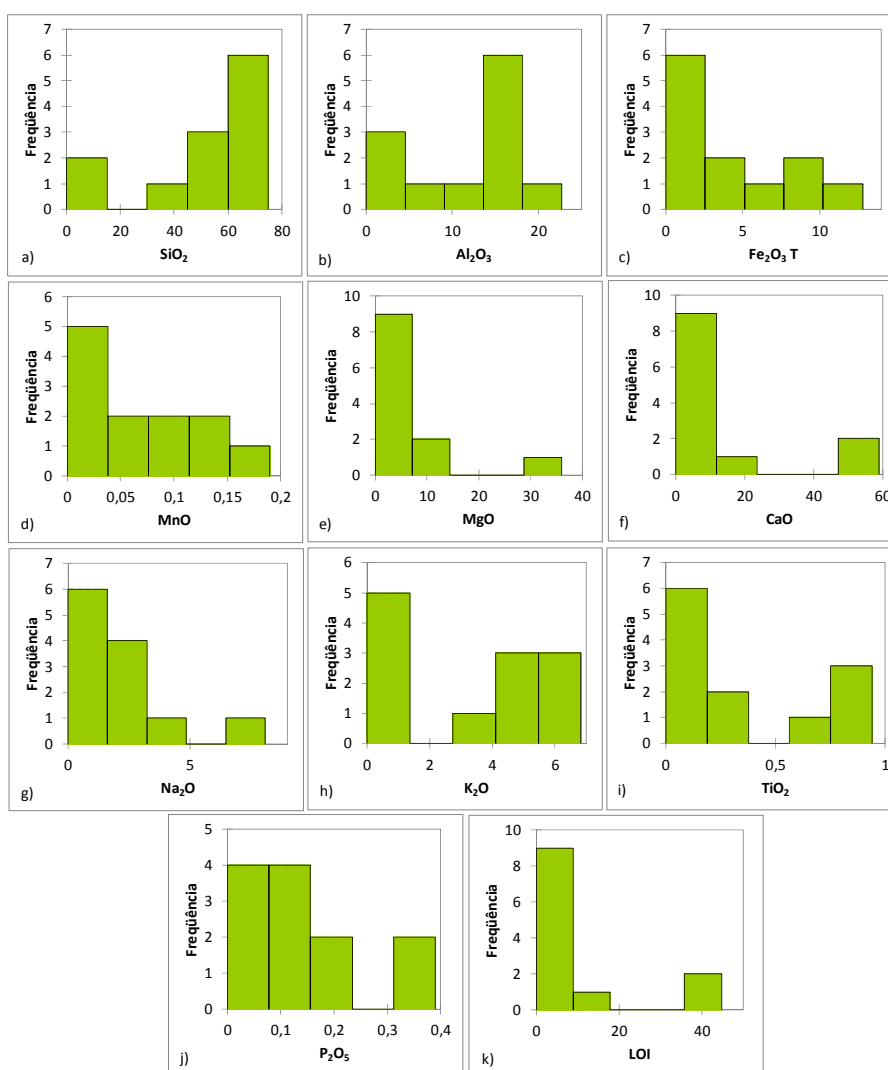 7
6
5
4
3
2
1
0
Freqüência
0 20 40 60 80
a)
SiO₂
7
6
5
4
3
2
1
0
Freqüência
0 10 20
b)
Al₂O₃
7
6
5
4
3
2
1
0
Freqüência
0 5 10
c)
Fe₂O₃ T
6
5
4
3
2
1
0
Freqüência
0 0,05 0,1 0,15 0,2
d)
MnO
10
8
6
4
2
0
Freqüência
0 10 20 30 40
e)
MgO
10
8
6
4
2
0
Freqüência
0 20 40 60
f)
CaO
7
6
5
4
3
2
1
0
Freqüência
0 5
g)
Na₂O
7
6
5
4
3
2
1
0
Freqüência
0 2 4 6
h)
K₂O
7
6
5
4
3
2
1
0
Freqüência
0 0,5 1
i)
TiO₂
5
4
3
2
1
0
Freqüência
0 0,1 0,2 0,3 0,4
j)
P₂O₅
10
8
6
4
2
0
Freqüência
0 20 40
k)
LOI